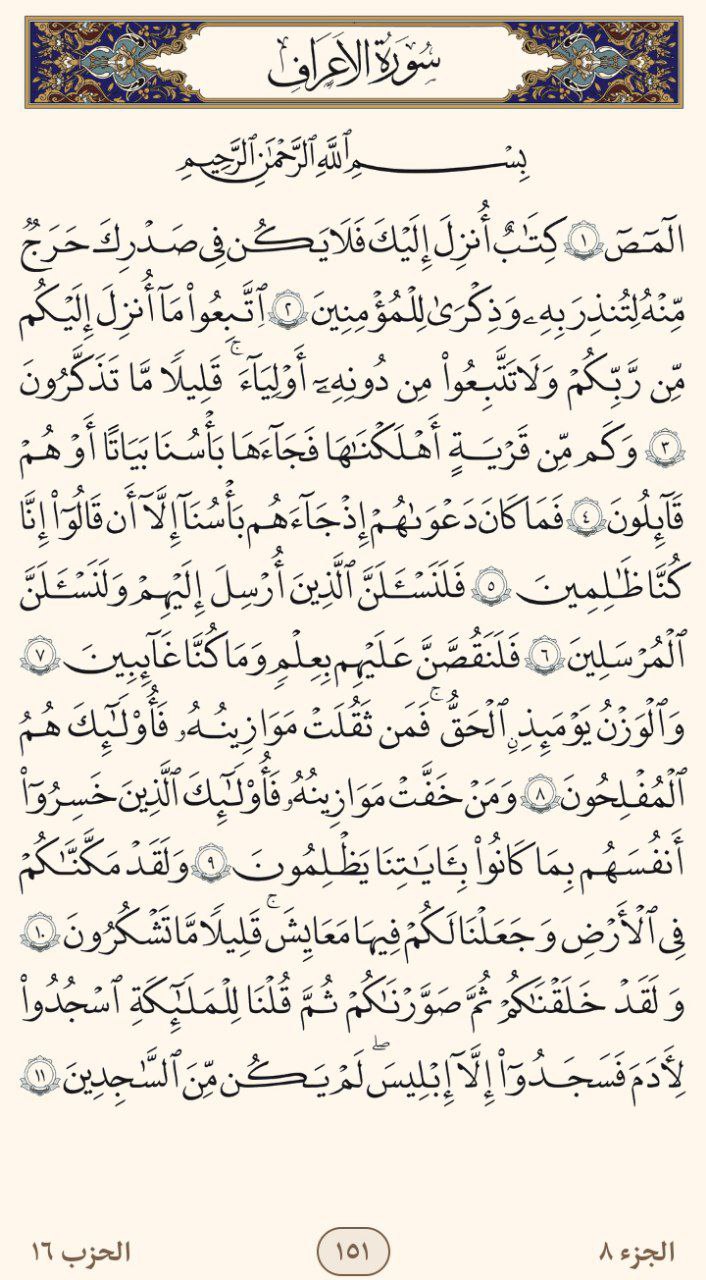 سُورَةُ الأَعْرَافِ
بِسْمِ ٱللَّهِ ٱلرَّحْمَٰنِ ٱلرَّحِيمِ
الٓمٓصٓ ١ كِتَٰبٌ أُنزِلَ إِلَيْكَ فَلَا يَكُن فِى صَدْرِكَ حَرَجٌ
مِّنْهُ لِتُنذِرَ بِهِۦ وَذِكْرَىٰ لِلْمُؤْمِنِينَ ٢ ٱتَّبِعُوا۟ مَآ أُنزِلَ إِلَيْكُم
مِّن رَّبِّكُمْ وَلَا تَتَّبِعُوا۟ مِن دُونِهِۦٓ أَوْلِيَآءَ ۗ قَلِيلًا مَّا تَذَكَّرُونَ
٣ وَكَم مِّن قَرْيَةٍ أَهْلَكْنَٰهَا فَجَآءَهَا بَأْسُنَا بَيَٰتًا أَوْ هُمْ
قَآئِلُونَ ٤ فَمَا كَانَ دَعْوَىٰهُمْ إِذْ جَآءَهُم بَأْسُنَآ إِلَّآ أَن قَالُوٓا۟ إِنَّا
كُنَّا ظَٰلِمِينَ ٥ فَلَنَسْـَٔلَنَّ ٱلَّذِينَ أُرْسِلَ إِلَيْهِمْ وَلَنَسْـَٔلَنَّ
ٱلْمُرْسَلِينَ ٦ فَلَنَقُصَّنَّ عَلَيْهِم بِعِلْمٍ وَمَا كُنَّا غَآئِبِينَ ٧
وَٱلْوَزْنُ يَوْمَئِذٍ ٱلْحَقُّ ۚ فَمَن ثَقُلَتْ مَوَٰزِينُهُۥ فَأُو۟لَٰٓئِكَ هُمُ
ٱلْمُفْلِحُونَ ٨ وَمَنْ خَفَّتْ مَوَٰزِينُهُۥ فَأُو۟لَٰٓئِكَ ٱلَّذِينَ خَسِرُوٓا۟
أَنفُسَهُم بِمَا كَانُوا۟ بِـَٔايَٰتِنَا يَظْلِمُونَ ٩ وَلَقَدْ مَكَّنَّٰكُمْ
فِى ٱلْأَرْضِ وَجَعَلْنَا لَكُمْ فِيهَا مَعَٰيِشَ ۗ قَلِيلًا مَّا تَشْكُرُونَ ١٠
وَلَقَدْ خَلَقْنَٰكُمْ ثُمَّ صَوَّرْنَٰكُمْ ثُمَّ قُلْنَا لِلْمَلَٰٓئِكَةِ ٱسْجُدُوا۟
لِـَٔادَمَ فَسَجَدُوٓا۟ إِلَّآ إِبْلِيسَ ۖ لَمْ يَكُن مِّنَ ٱلسَّٰجِدِينَ ١١
الجزء ٨
١٥١
الحزب ١٦